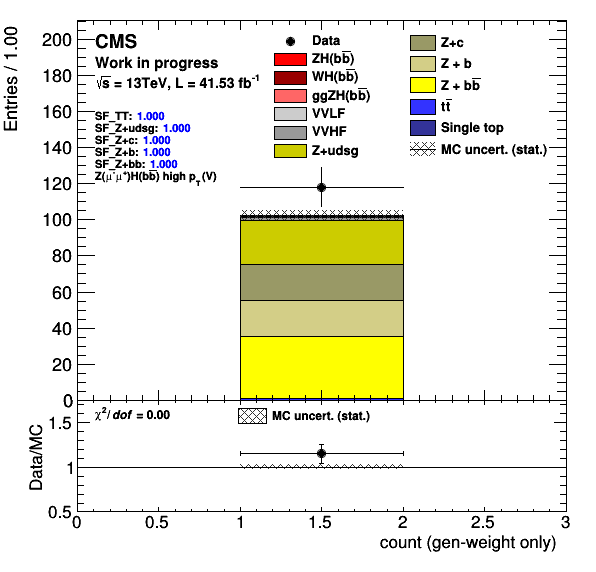 Entries / 1.00
200
180
160
140
120
100
80
60
40
20
0
CMS
Work in progress
√s = 13TeV, L = 41.53 fb⁻¹
SF_TT: 1.000
SF_Z+udsg: 1.000
SF_Z+c: 1.000
SF_Z+b: 1.000
SF_Z+bb: 1.000
Z(μ⁻μ⁺)H(bb̅) high p_T(V)
Data
ZH(bb̅)
WH(bb̅)
ggZH(bb̅)
VVLF
VVHF
Z+udsg
Z+c
Z + b
Z + bb̅
tt̅
Single top
MC uncert. (stat.)
Data/MC
1.5
1
0.5
χ²/dof = 0.00
MC uncert. (stat.)
0 0.5 1 1.5 2 2.5 3
count (gen-weight only)